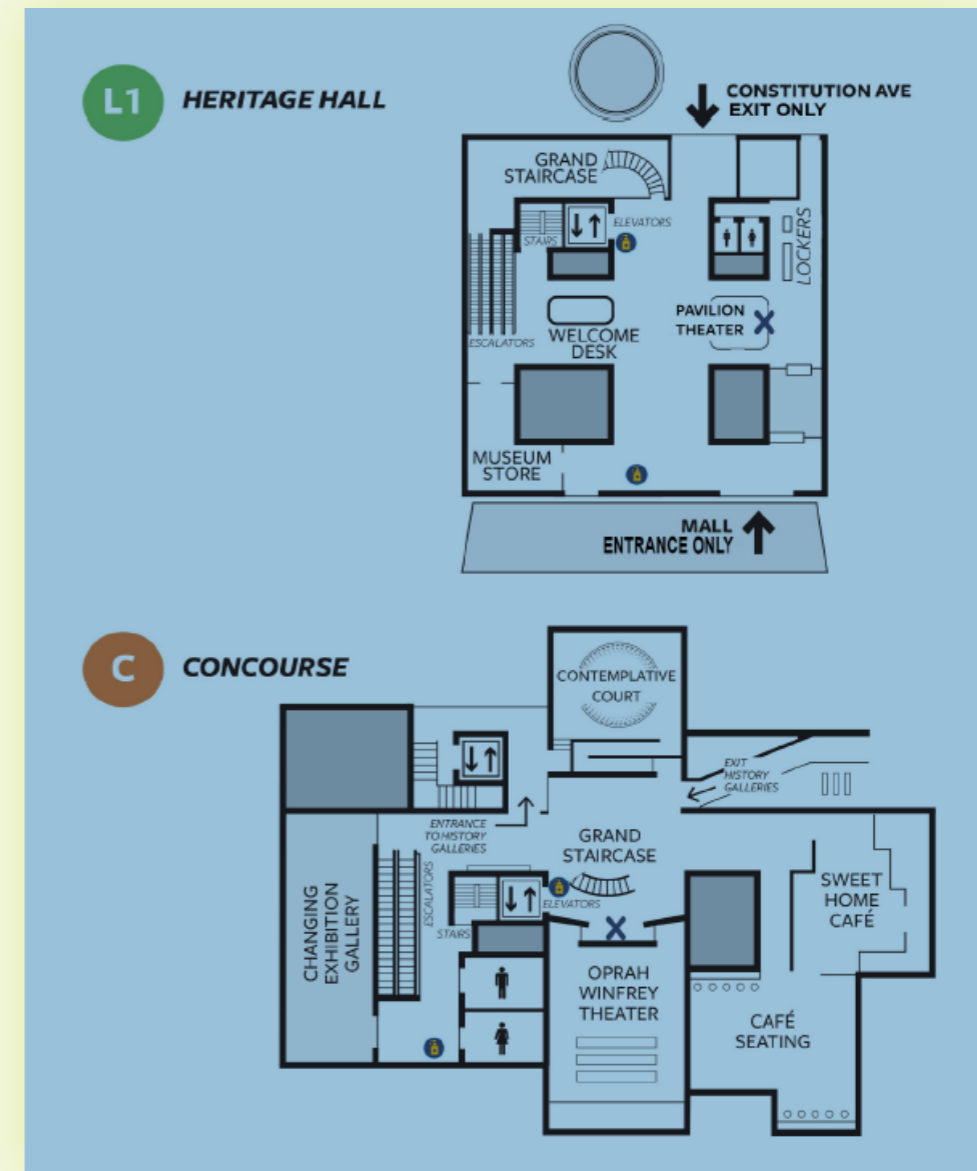 L1
HERITAGE HALL
CONSTITUTION AVE
EXIT ONLY
GRAND
STAIRCASE
ELEVATORS
STAIRS
LOCKERS
PAVILION
THEATER
WELCOME
DESK
ESCALATORS
MUSEUM
STORE
MALL
ENTRANCE ONLY
C
CONCOURSE
CONTEMPLATIVE
COURT
EXIT
HISTORY
GALLERIES
ENTRANCE
TO HISTORY
GALLERIES
GRAND
STAIRCASE
ESCALATORS
ELEVATORS
STAIRS
CHANGING
EXHIBITION
GALLERY
SWEET
HOME
CAFÉ
OPRAH
WINFREY
THEATER
CAFÉ
SEATING